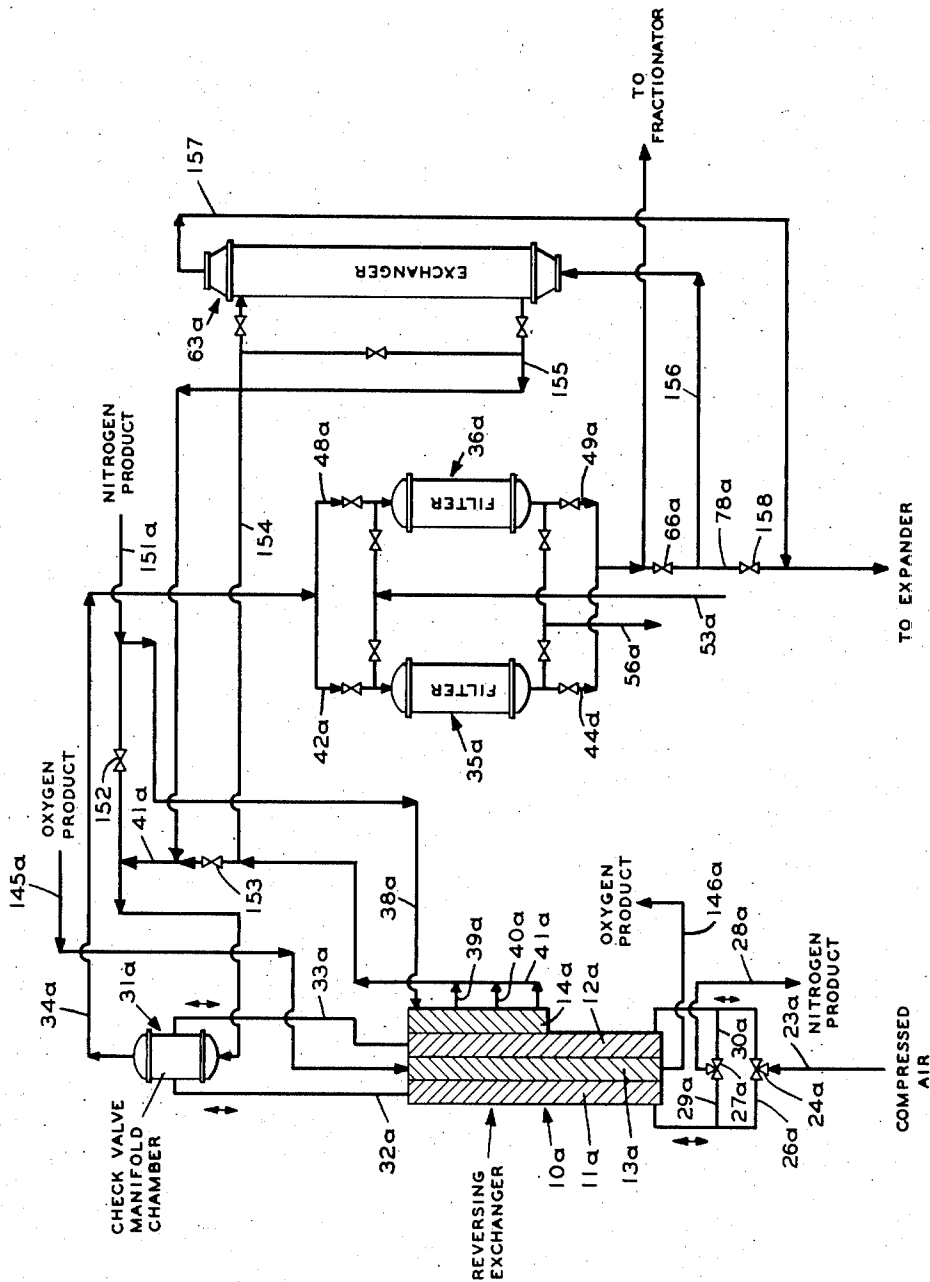 TO
FRACTIONATOR
157
EXCHANGER
63a
155
156
154
NITROGEN
PRODUCT
151a
48a
36a
FILTER
49a
66a
78a
158
TO EXPANDER
53a
56a
42a
FILTER
35a
44d
152
OXYGEN
PRODUCT
145a
41a
153
34a
31a
CHECK VALVE
MANIFOLD
CHAMBER
33a
32a
38a
39a
40a
41a
14a
12a
OXYGEN
PRODUCT
146a
28a
REVERSING
EXCHANGER
10a
11a
13a
29a
27a
30a
26a
24a
23a
NITROGEN
PRODUCT
COMPRESSED
AIR